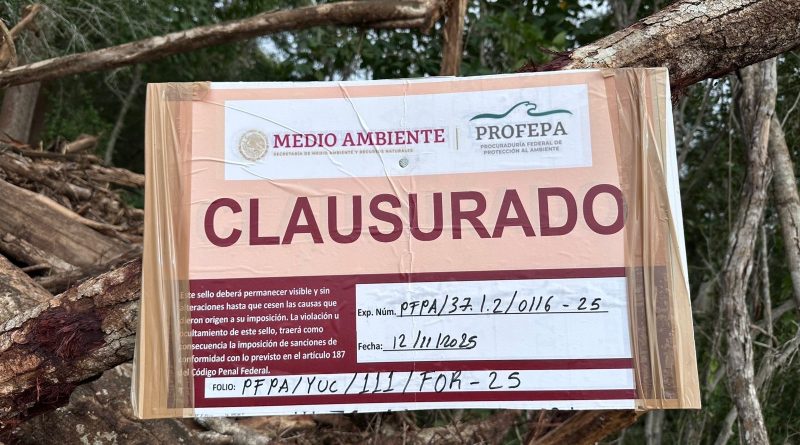 MEDIO AMBIENTE
SECRETARÍA DE MEDIO AMBIENTE Y RECURSOS NATURALES
PROFEPA
PROCURADURÍA FEDERAL DE
PROTECCIÓN AL AMBIENTE
CLAUSURADO
Este sello deberá permanecer visible y sin
alteraciones hasta que cesen las causas que
dieron origen a su imposición. La violación u
ocultamiento de este sello, traerá como
consecuencia la imposición de sanciones de
conformidad con lo previsto en el artículo 187
del Código Penal Federal.
Exp. Núm. PFPA/37.1.2/0116-25
Fecha: 12/11/2025
FOLIO: PFPA/YUC/111/FOR-25